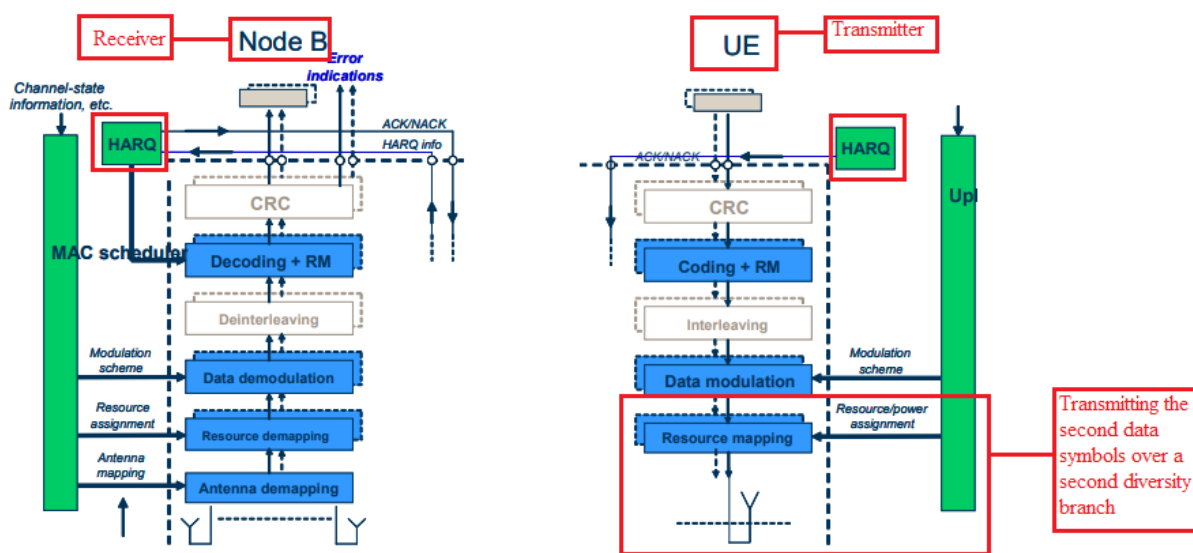 Receiver
Node B
Error
indications
Channel-state
information, etc.
HARQ
ACK/NACK
HARQ info
CRC
MAC scheduler
Decoding + RM
Deinterleaving
Modulation
scheme
Data demodulation
Resource
assignment
Resource demapping
Antenna
mapping
Antenna demapping
UE
Transmitter
ACK/NACK
HARQ
CRC
Upl
Coding + RM
Interleaving
Data modulation
Modulation
scheme
Resource mapping
Resource/power
assignment
Transmitting the
second data
symbols over a
second diversity
branch